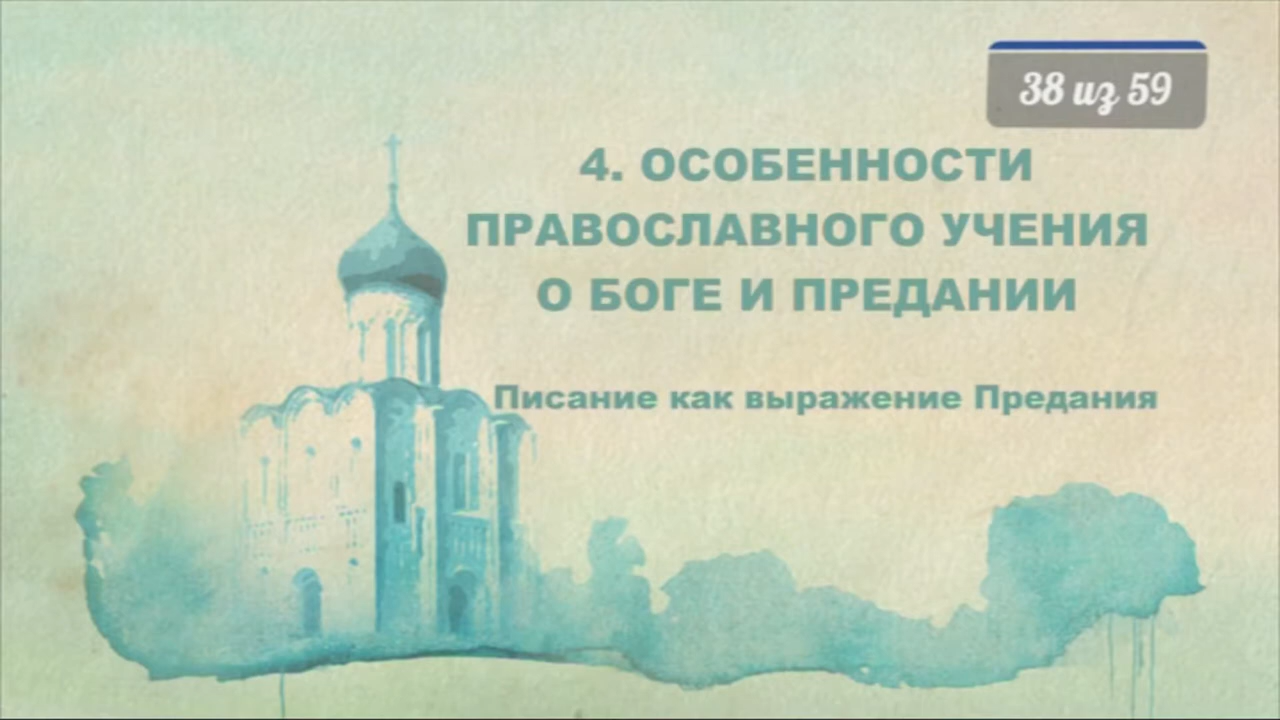 38 из 59
4. ОСОБЕННОСТИ
ПРАВОСЛАВНОГО УЧЕНИЯ
О БОГЕ И ПРЕДАНИИ
Писание как выражение Предания